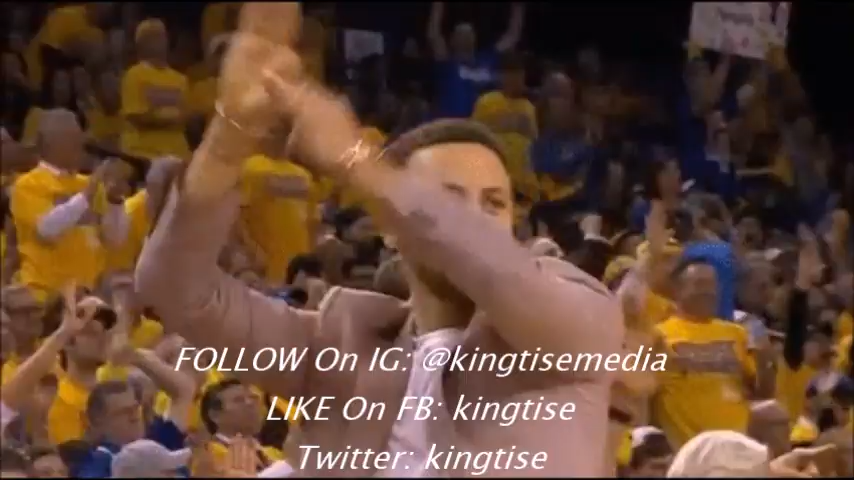 FOLLOW On IG: @kingtisemedia
LIKE On FB: kingtise
Twitter: kingtise